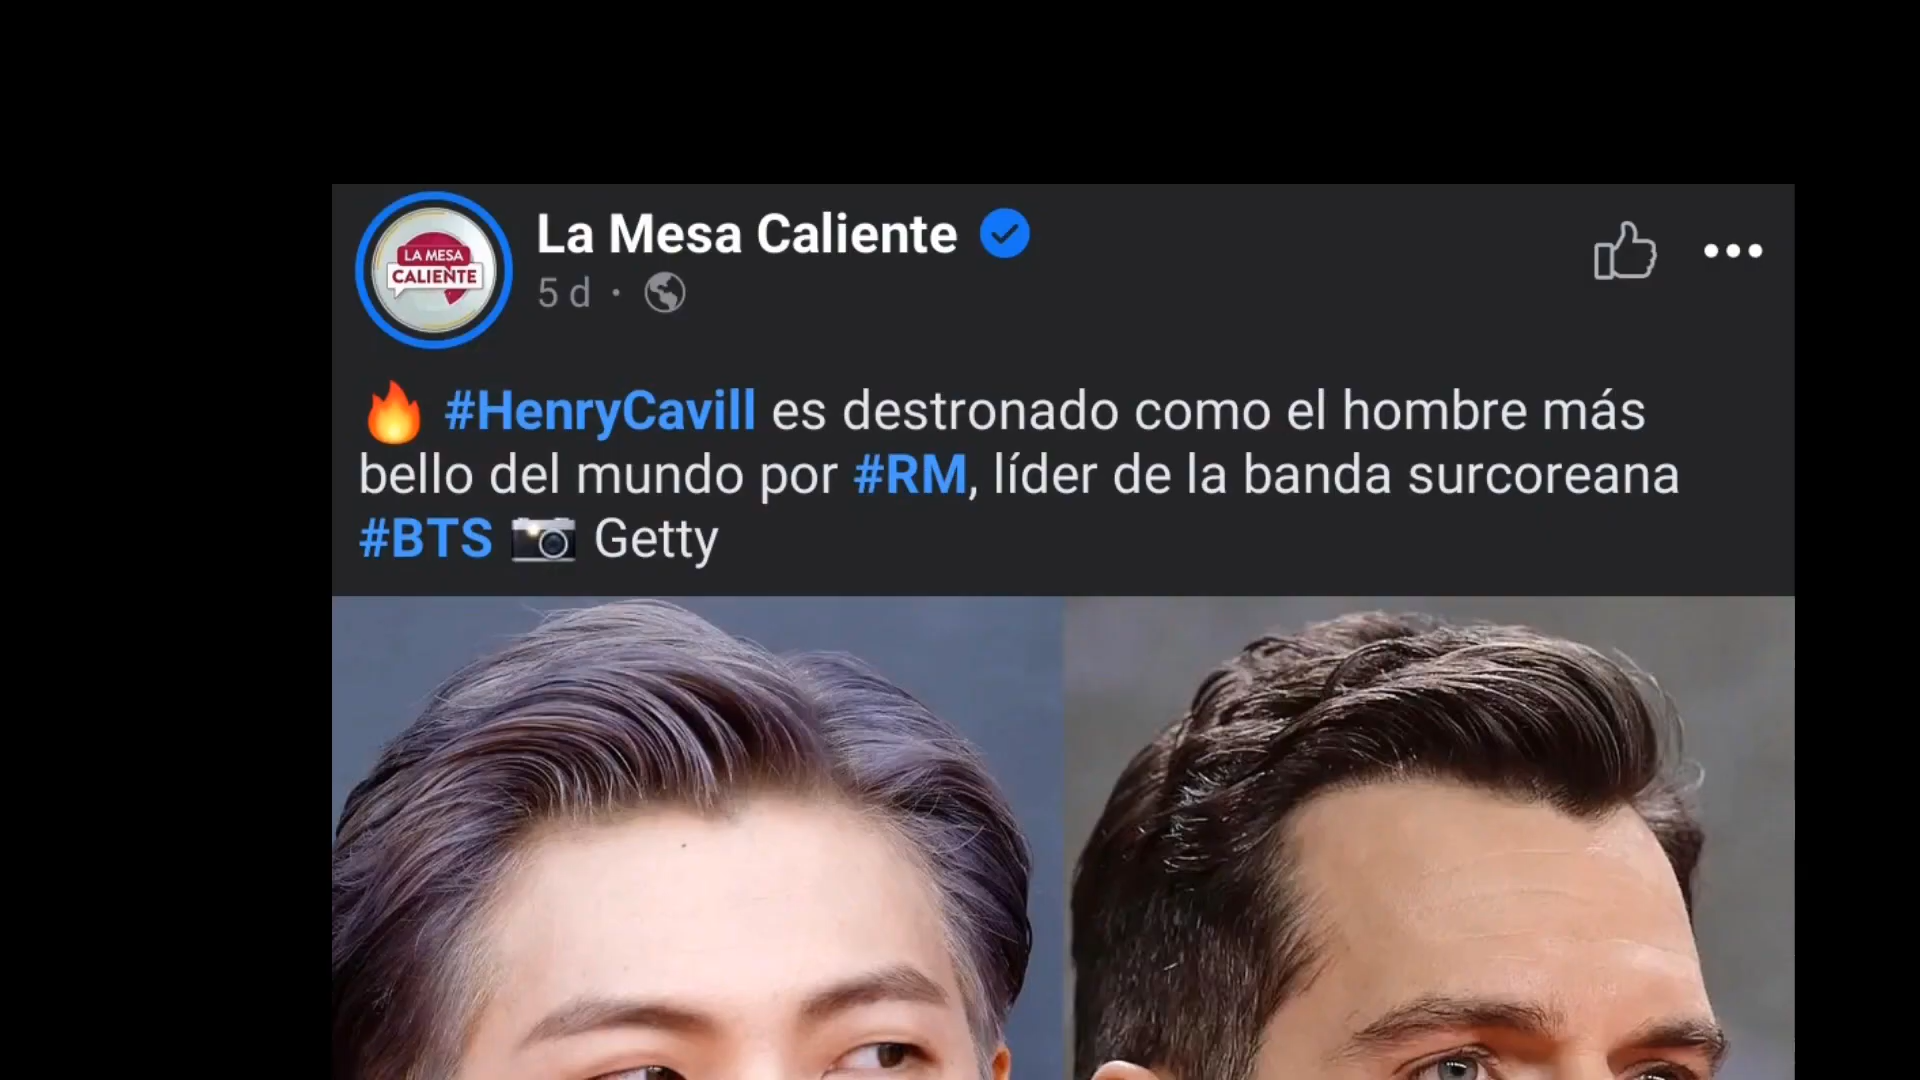 LA MESA
CALIENTE
La Mesa Caliente
5 d ·
#HenryCavill es destronado como el hombre más
bello del mundo por #RM, líder de la banda surcoreana
#BTS 📷 Getty